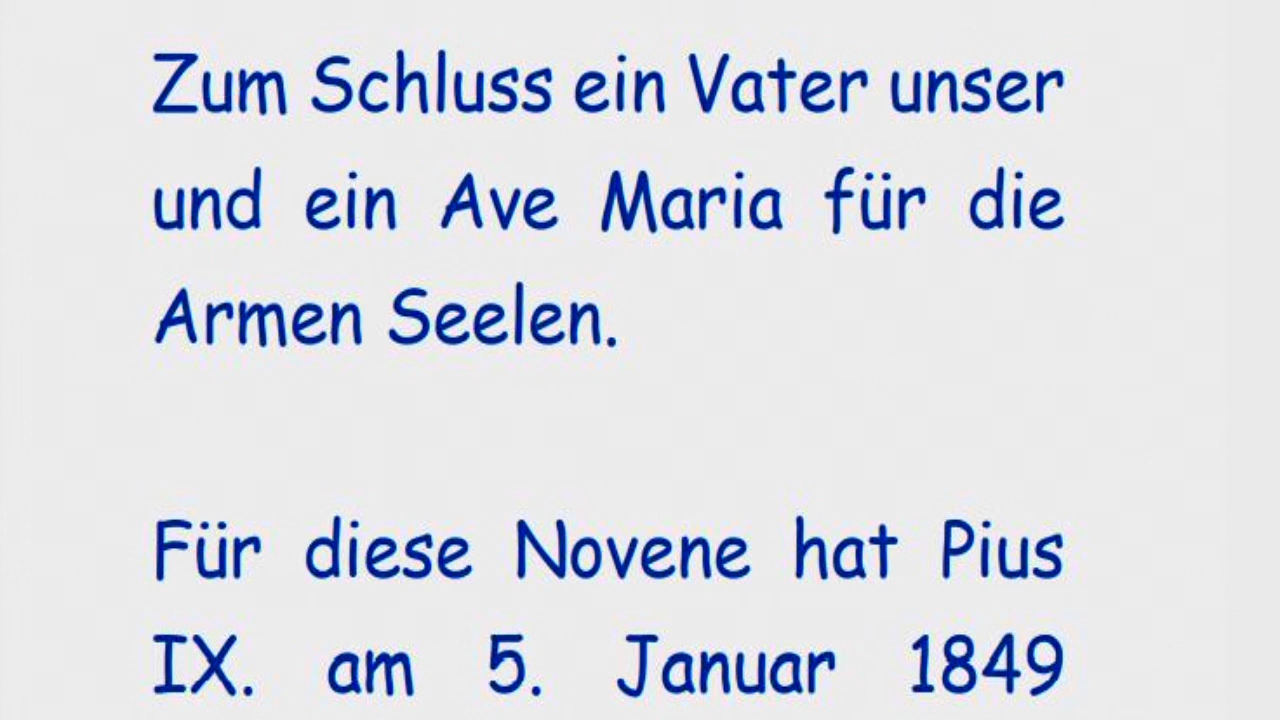 Zum Schluss ein Vater unser
und ein Ave Maria für die
Armen Seelen.
Für diese Novene hat Pius
IX. am 5. Januar 1849